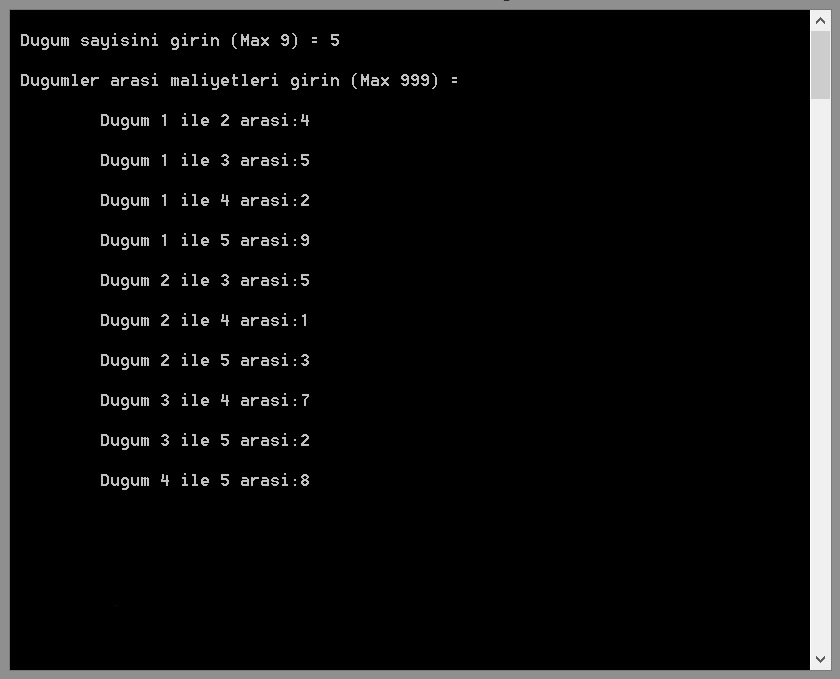 Dugum sayisini girin (Max 9) = 5
Dugumler arasi maliyetleri girin (Max 999) =
Dugum 1 ile 2 arasi:4
Dugum 1 ile 3 arasi:5
Dugum 1 ile 4 arasi:2
Dugum 1 ile 5 arasi:9
Dugum 2 ile 3 arasi:5
Dugum 2 ile 4 arasi:1
Dugum 2 ile 5 arasi:3
Dugum 3 ile 4 arasi:7
Dugum 3 ile 5 arasi:2
Dugum 4 ile 5 arasi:8